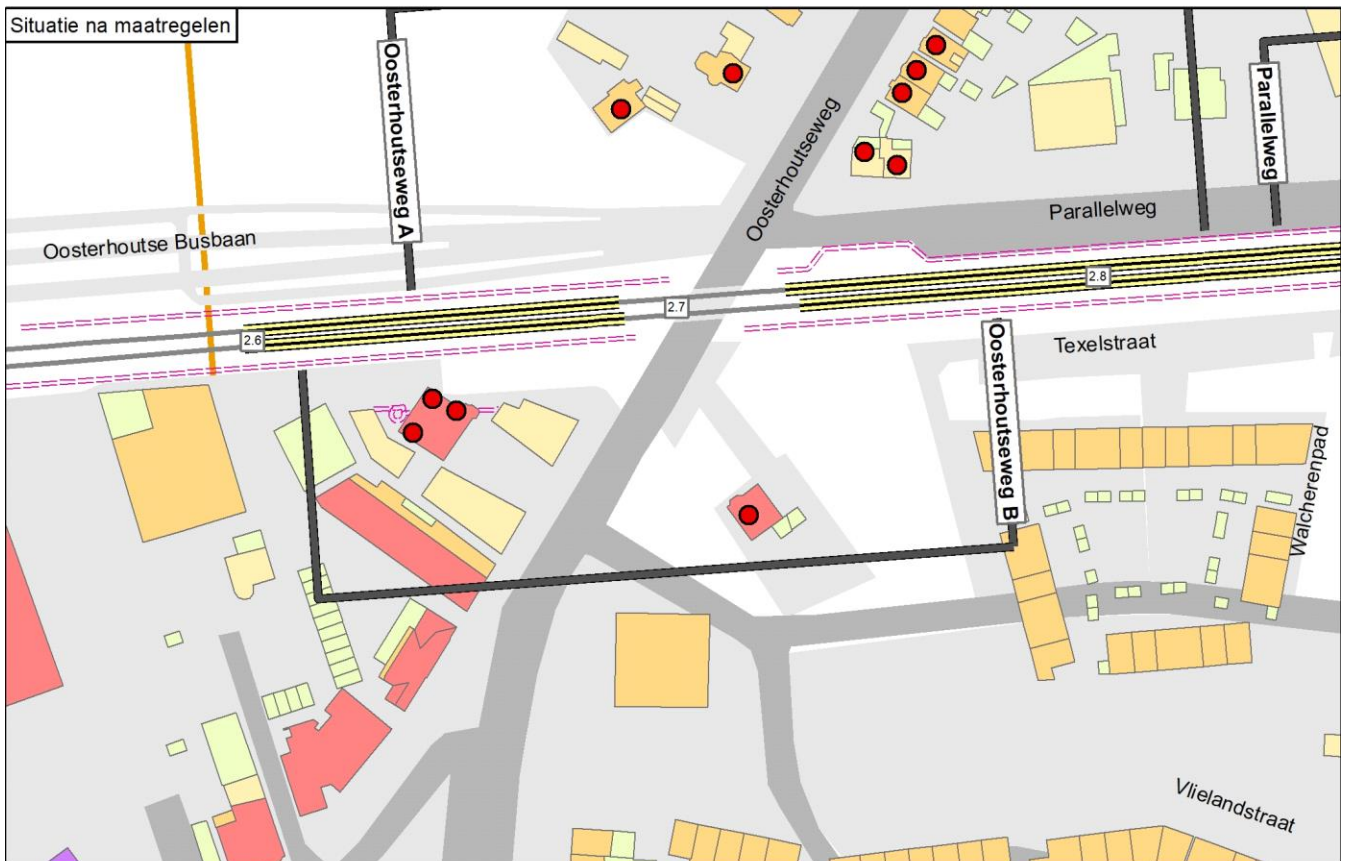 Situatie na maatregelen
Oosterhoutseweg A
Oosterhoutseweg
Parallelweg
Parallelweg
Oosterhoutse Busbaan
2.8
2.7
2.6
Texelstraat
Oosterhoutseweg B
Walcherenpad
Vlielandstraat